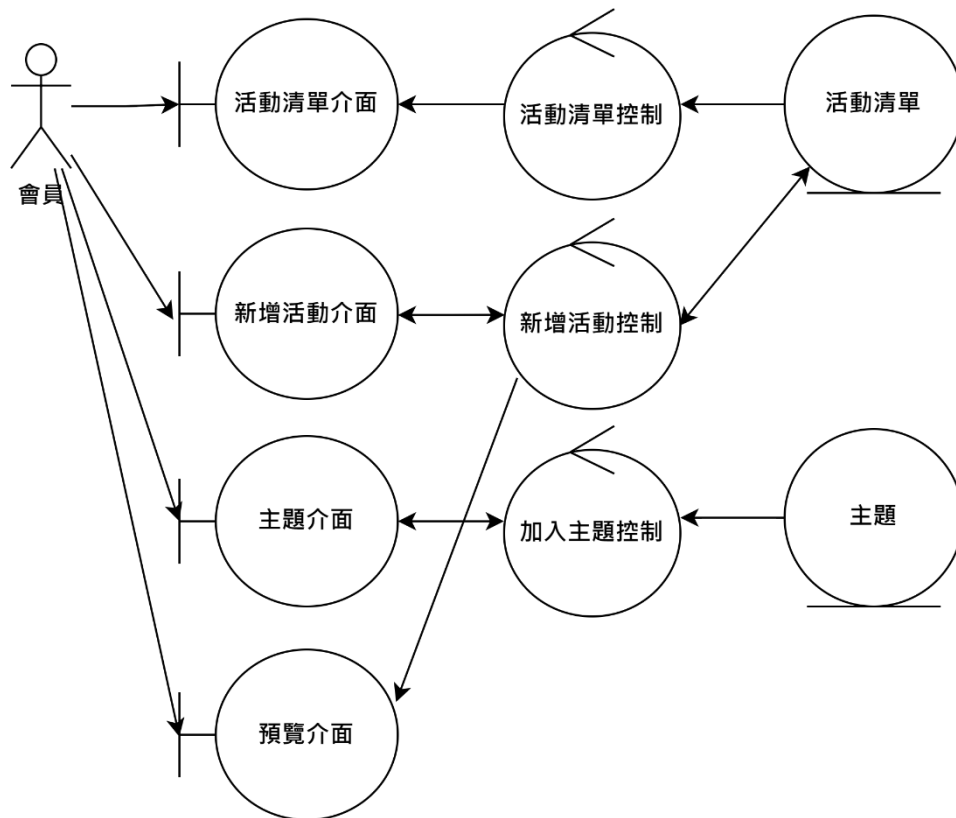 活動清單介面
活動清單控制
活動清單
會員
新增活動介面
新增活動控制
主題介面
加入主題控制
主題
預覽介面